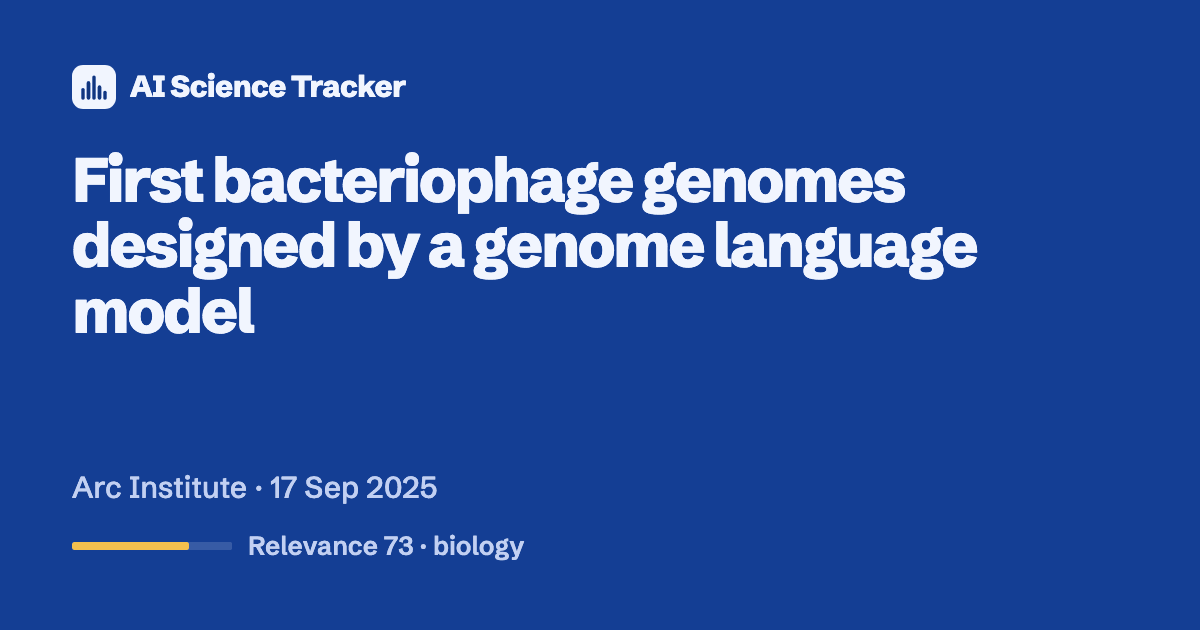 AI Science Tracker
First bacteriophage genomes
designed by a genome language
model
Arc Institute · 17 Sep 2025
Relevance 73 · biology